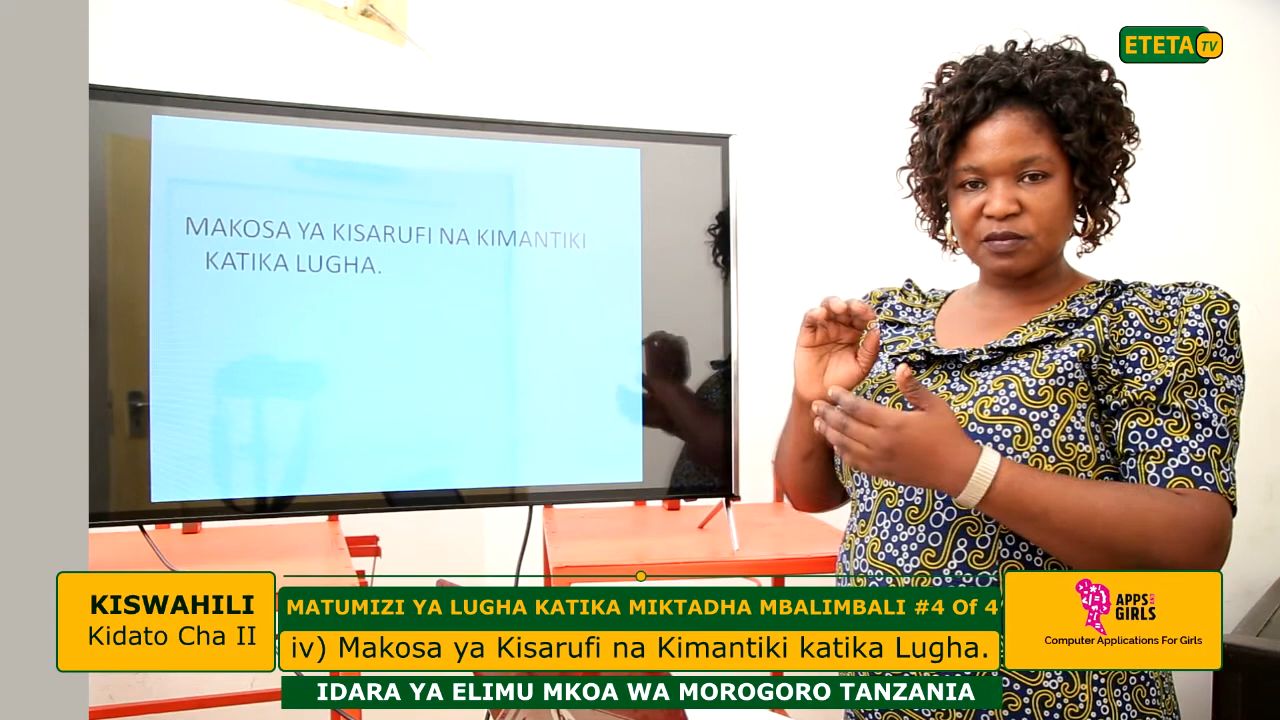 ETETA TV
MAKOSA YA KISARUFI NA KIMANTIKI
KATIKA LUGHA.
KISWAHILI
Kidato Cha II
MATUMIZI YA LUGHA KATIKA MIKTADHA MBALIMBALI #4 Of 4
iv) Makosa ya Kisarufi na Kimantiki katika Lugha.
IDARA YA ELIMU MKOA WA MOROGORO TANZANIA
APPS AND
GIRLS
Computer Applications For Girls